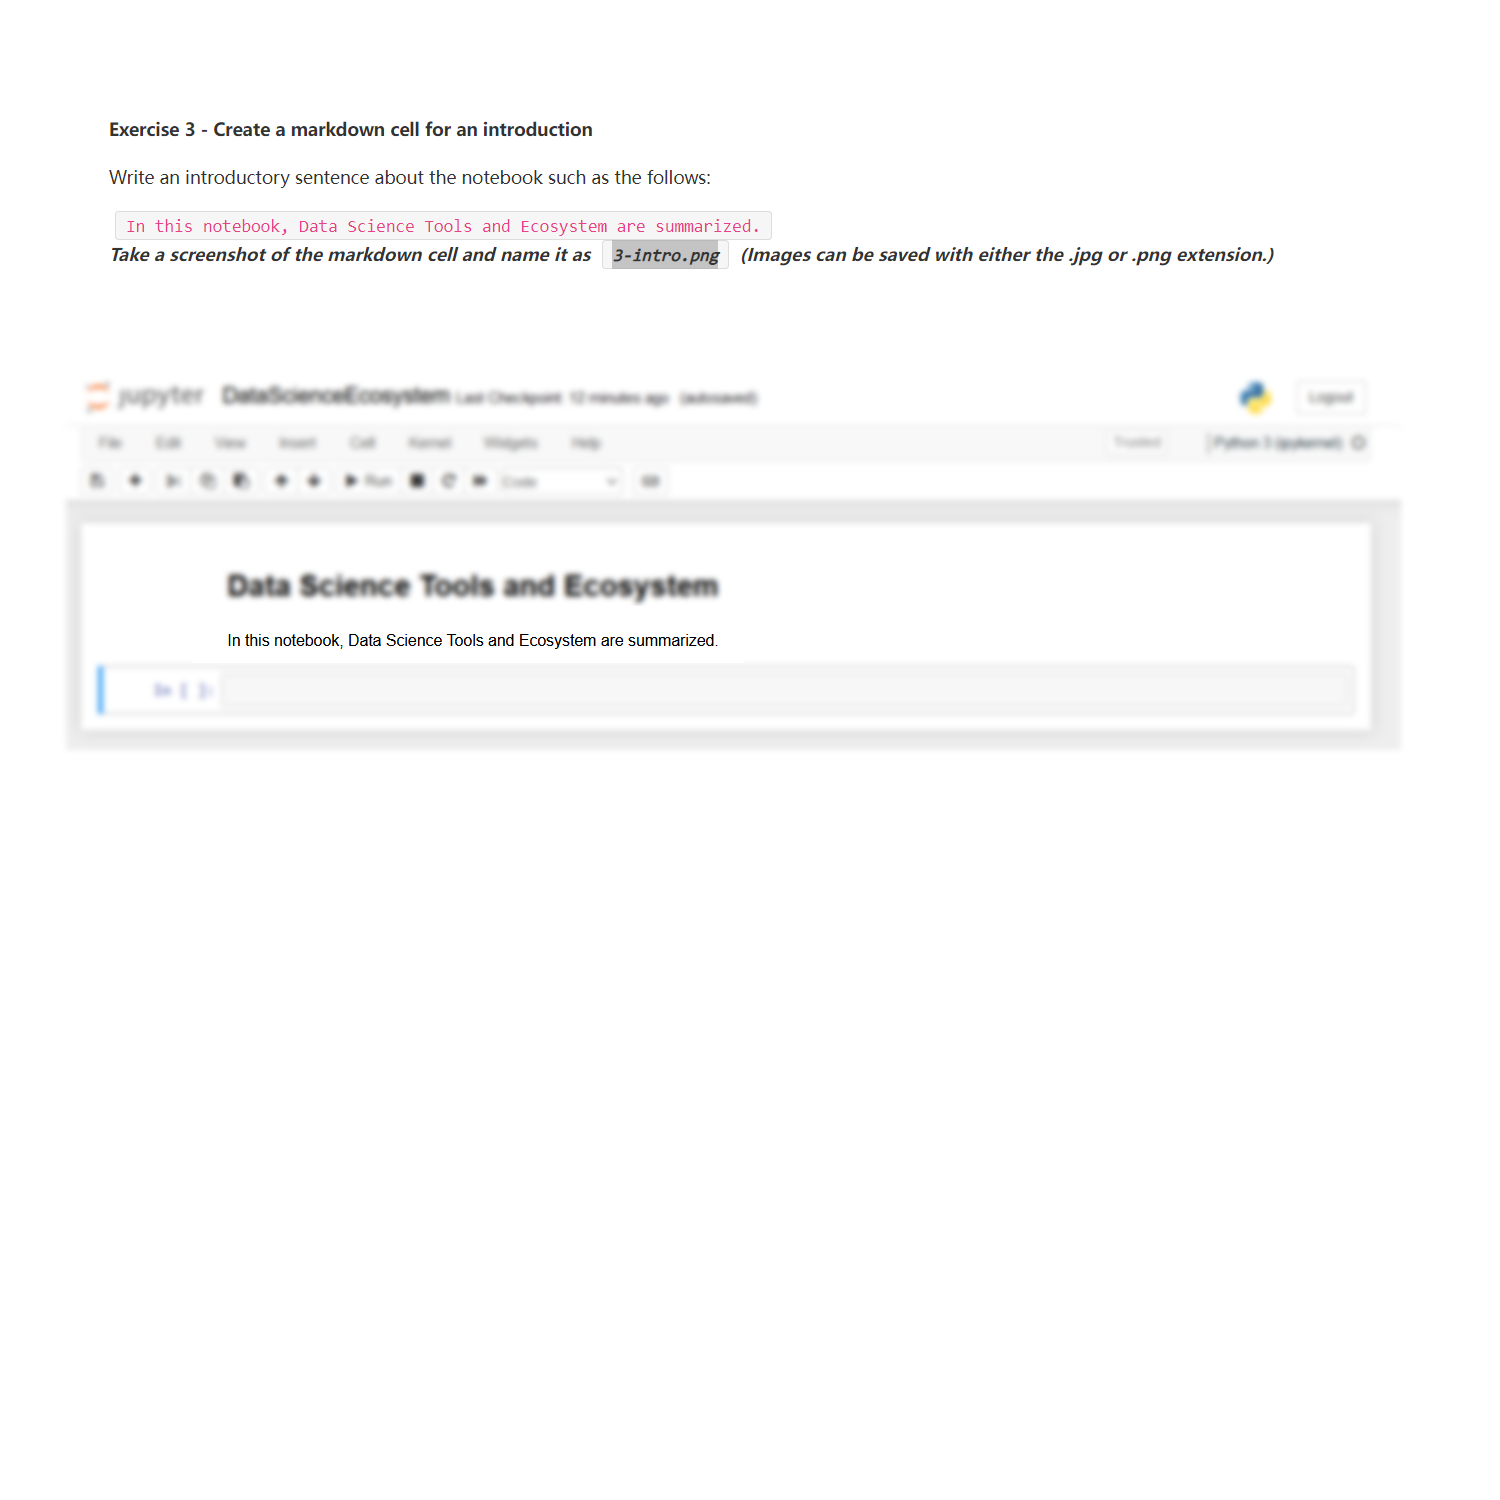 Exercise 3 - Create a markdown cell for an introduction
Write an introductory sentence about the notebook such as the follows:
In this notebook, Data Science Tools and Ecosystem are summarized.
Take a screenshot of the markdown cell and name it as 3-intro.png (Images can be saved with either the .jpg or .png extension.)
jupyter DataScienceEcosystem Last Checkpoint: 12 minutes ago (autosaved)
Logout
File Edit View Insert Cell Kernel Widgets Help
Trusted
Python 3 (ipykernel)
Run
Code
Data Science Tools and Ecosystem
In this notebook, Data Science Tools and Ecosystem are summarized.
In [ ]: